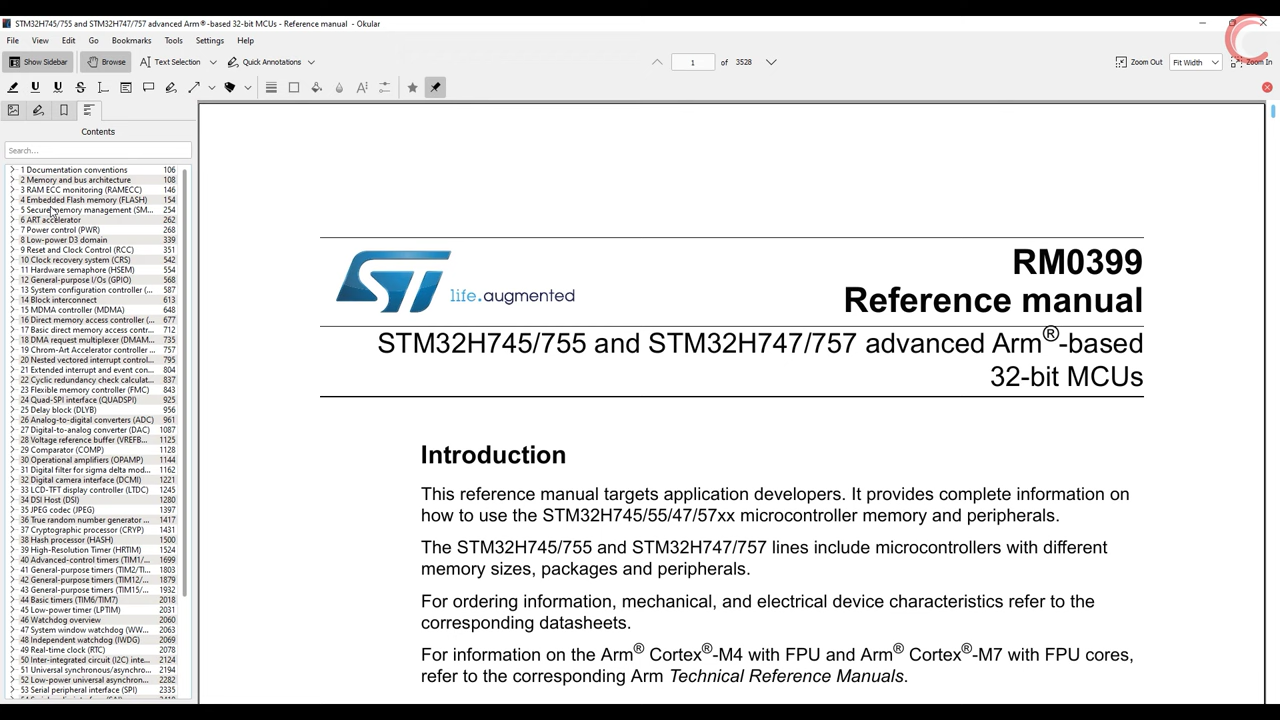 STM32H745/755 and STM32H747/757 advanced Arm®-based 32-bit MCUs - Reference manual - Okular
File View Edit Go Bookmarks Tools Settings Help
Show Sidebar Browse Text Selection Quick Annotations 1 of 3528 Zoom Out Fit Width Zoom In
Contents
Search...
1 Documentation conventions 106
2 Memory and bus architecture 108
3 RAM ECC monitoring (RAMECC) 146
4 Embedded Flash memory (FLASH) 154
5 Secure memory management (SM... 254
6 ART accelerator 262
7 Power control (PWR) 268
8 Low-power D3 domain 339
9 Reset and Clock Control (RCC) 351
10 Clock recovery system (CRS) 542
11 Hardware semaphore (HSEM) 554
12 General-purpose I/Os (GPIO) 568
13 System configuration controller (... 587
14 Block interconnect 613
15 MDMA controller (MDMA) 648
16 Direct memory access controller (... 677
17 Basic direct memory access contr... 712
18 DMA request multiplexer (DMAM... 735
19 Chrom-Art Accelerator controller ... 757
20 Nested vectored interrupt control... 795
21 Extended interrupt and event con... 804
22 Cyclic redundancy check calculat... 837
23 Flexible memory controller (FMC) 843
24 Quad-SPI interface (QUADSPI) 925
25 Delay block (DLYB) 956
26 Analog-to-digital converters (ADC) 961
27 Digital-to-analog converter (DAC) 1087
28 Voltage reference buffer (VREFB... 1125
29 Comparator (COMP) 1128
30 Operational amplifiers (OPAMP) 1144
31 Digital filter for sigma delta mod... 1162
32 Digital camera interface (DCMI) 1221
33 LCD-TFT display controller (LTDC) 1245
34 DSI Host (DSI) 1280
35 JPEG codec (JPEG) 1397
36 True random number generator ... 1417
37 Cryptographic processor (CRYP) 1431
38 Hash processor (HASH) 1500
39 High-Resolution Timer (HRTIM) 1524
40 Advanced-control timers (TIM1/... 1699
41 General-purpose timers (TIM2/TI... 1803
42 General-purpose timers (TIM12/... 1879
43 General-purpose timers (TIM15/... 1932
44 Basic timers (TIM6/TIM7) 2018
45 Low-power timer (LPTIM) 2031
46 Watchdog overview 2060
47 System window watchdog (WW... 2063
48 Independent watchdog (IWDG) 2069
49 Real-time clock (RTC) 2078
50 Inter-integrated circuit (I2C) inte... 2124
51 Universal synchronous/asynchro... 2194
52 Low-power universal asynchron... 2282
53 Serial peripheral interface (SPI) 2335
ST life.augmented
RM0399
Reference manual
STM32H745/755 and STM32H747/757 advanced Arm®-based
32-bit MCUs
Introduction
This reference manual targets application developers. It provides complete information on
how to use the STM32H745/55/47/57xx microcontroller memory and peripherals.
The STM32H745/755 and STM32H747/757 lines include microcontrollers with different
memory sizes, packages and peripherals.
For ordering information, mechanical, and electrical device characteristics refer to the
corresponding datasheets.
For information on the Arm® Cortex®-M4 with FPU and Arm® Cortex®-M7 with FPU cores,
refer to the corresponding Arm Technical Reference Manuals.